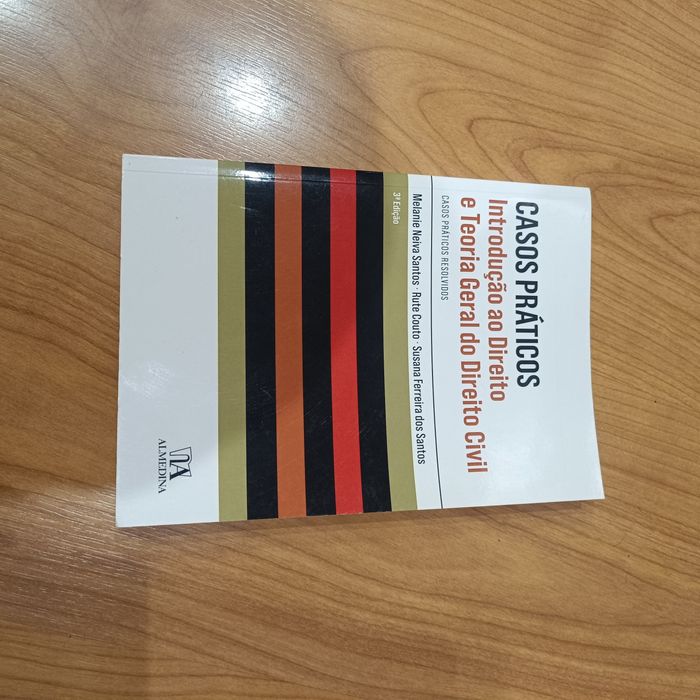 CASOS PRÁTICOS
Introdução ao Direito
e Teoria Geral do Direito Civil
CASOS PRÁTICOS RESOLVIDOS
Melanie Neiva Santos · Rute Couto · Susana Ferreira dos Santos
3ª Edição
ALMEDINA